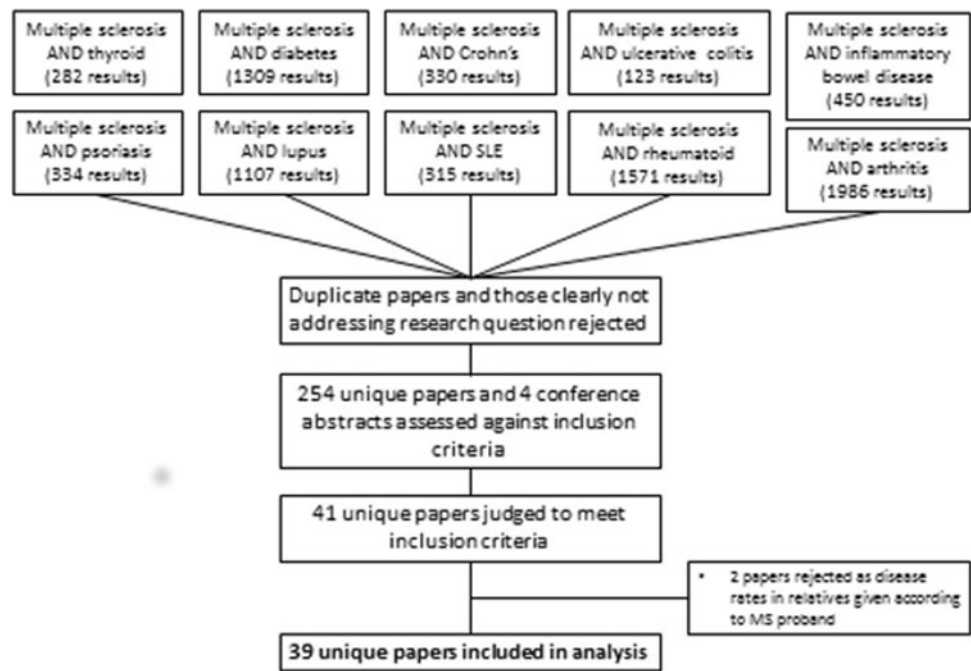 Multiple sclerosis
AND thyroid
(282 results)
Multiple sclerosis
AND diabetes
(1309 results)
Multiple sclerosis
AND Crohn's
(330 results)
Multiple sclerosis
AND ulcerative colitis
(123 results)
Multiple sclerosis
AND inflammatory
bowel disease
(450 results)
Multiple sclerosis
AND psoriasis
(334 results)
Multiple sclerosis
AND lupus
(1107 results)
Multiple sclerosis
AND SLE
(315 results)
Multiple sclerosis
AND rheumatoid
(1571 results)
Multiple sclerosis
AND arthritis
(1986 results)
Duplicate papers and those clearly not
addressing research question rejected
254 unique papers and 4 conference
abstracts assessed against inclusion
criteria
41 unique papers judged to meet
inclusion criteria
• 2 papers rejected as disease
rates in relatives given according
to MS proband
39 unique papers included in analysis